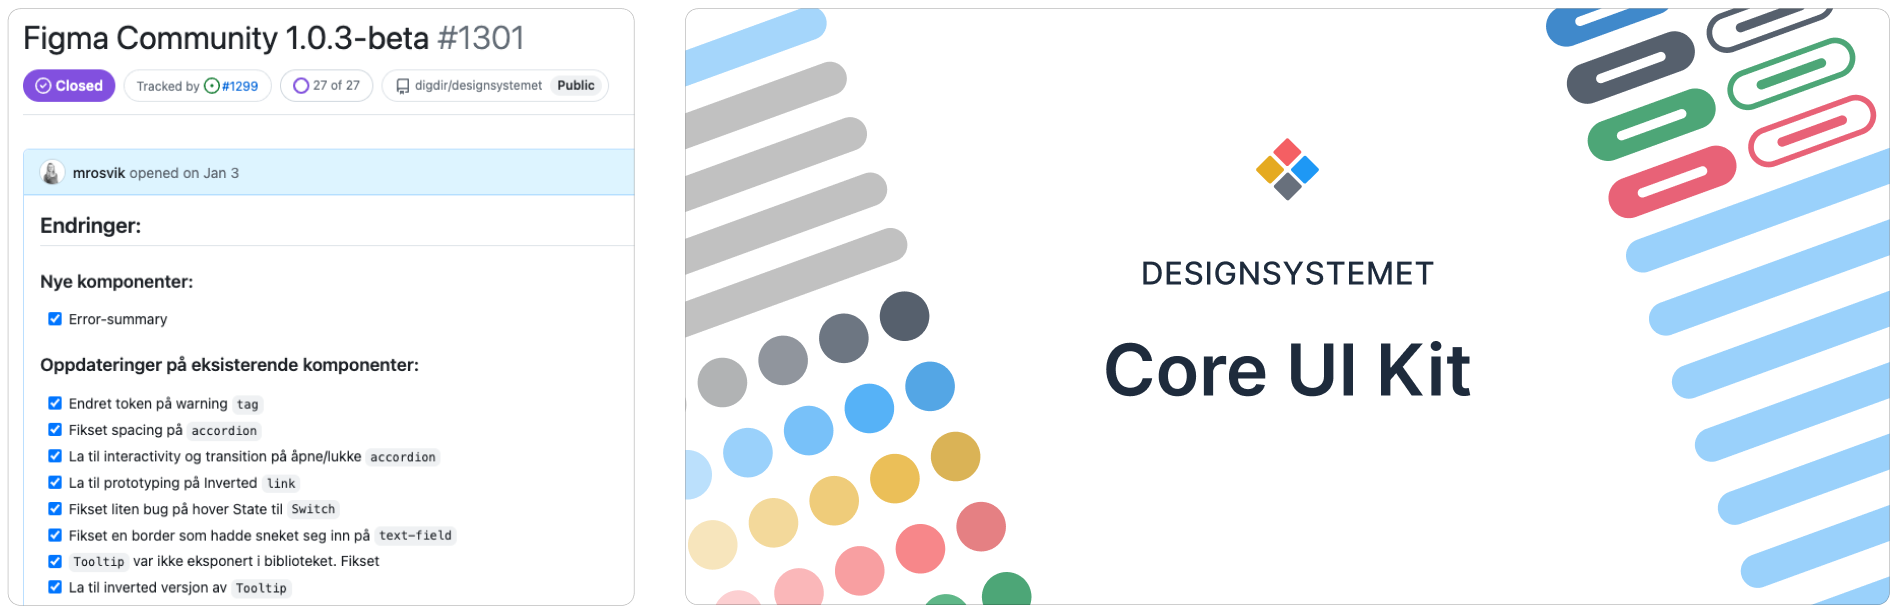 Figma Community 1.0.3-beta #1301
Closed
Tracked by #1299
27 of 27
digdir/designsystemet Public
mrosvik opened on Jan 3
Endringer:
Nye komponenter:
Error-summary
Oppdateringer på eksisterende komponenter:
Endret token på warning tag
Fikset spacing på accordion
La til interactivity og transition på åpne/lukke accordion
La til prototyping på Inverted link
Fikset liten bug på hover State til Switch
Fikset en border som hadde sneket seg inn på text-field
Tooltip var ikke eksponert i biblioteket. Fikset
La til inverted versjon av Tooltip
DESIGNSYSTEMET
Core UI Kit